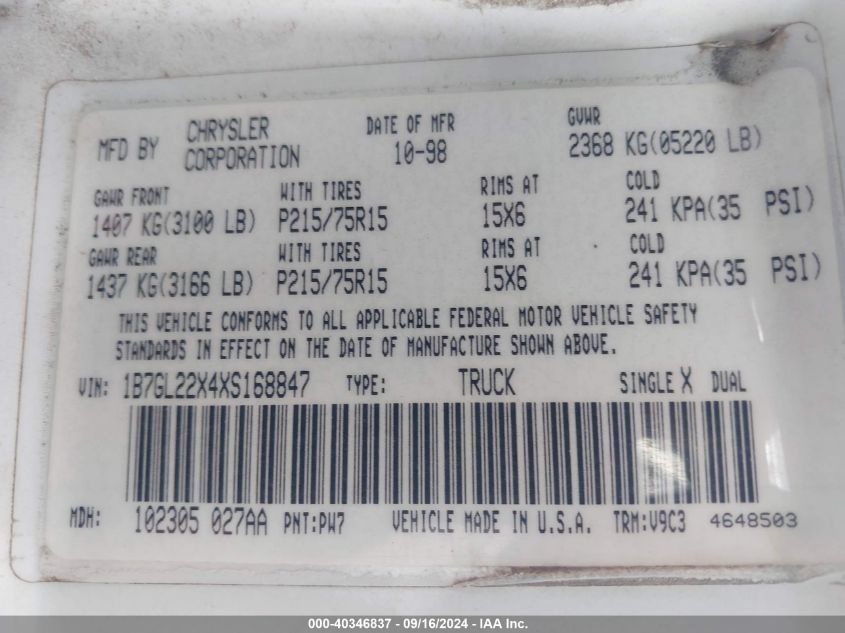 MFD BY CHRYSLER CORPORATION DATE OF MFR 10-98 GVWR 2368 KG(05220 LB)
GAWR FRONT WITH TIRES RIMS AT COLD
1407 KG(3100 LB) P215/75R15 15X6 241 KPA(35 PSI)
GAWR REAR WITH TIRES RIMS AT COLD
1437 KG(3166 LB) P215/75R15 15X6 241 KPA(35 PSI)
THIS VEHICLE CONFORMS TO ALL APPLICABLE FEDERAL MOTOR VEHICLE SAFETY
STANDARDS IN EFFECT ON THE DATE OF MANUFACTURE SHOWN ABOVE.
VIN: 1B7GL22X4XS168847 TYPE: TRUCK SINGLE X DUAL
MDH: 102305 027AA PNT:PW7 VEHICLE MADE IN U.S.A. TRM:V9C3 4648503
000-40346837 - 09/16/2024 - IAAI Inc.